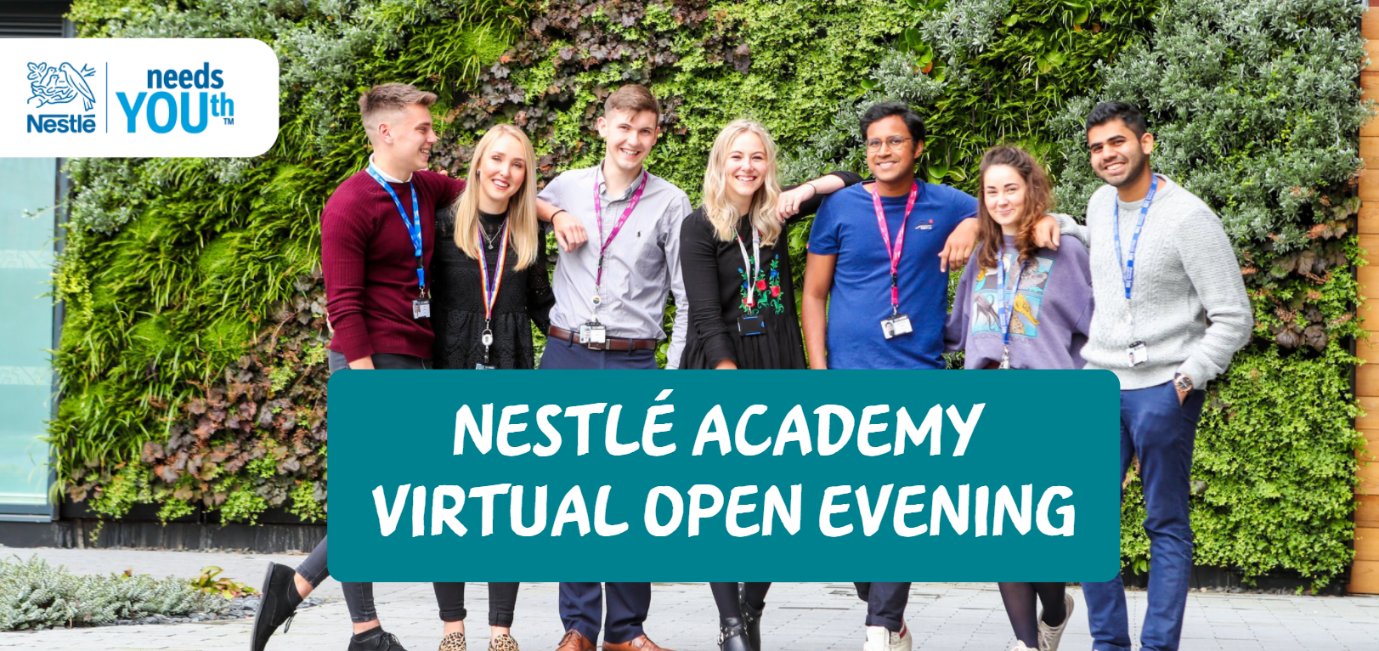 Nestlé
needs
YOUth™
NESTLÉ ACADEMY
VIRTUAL OPEN EVENING